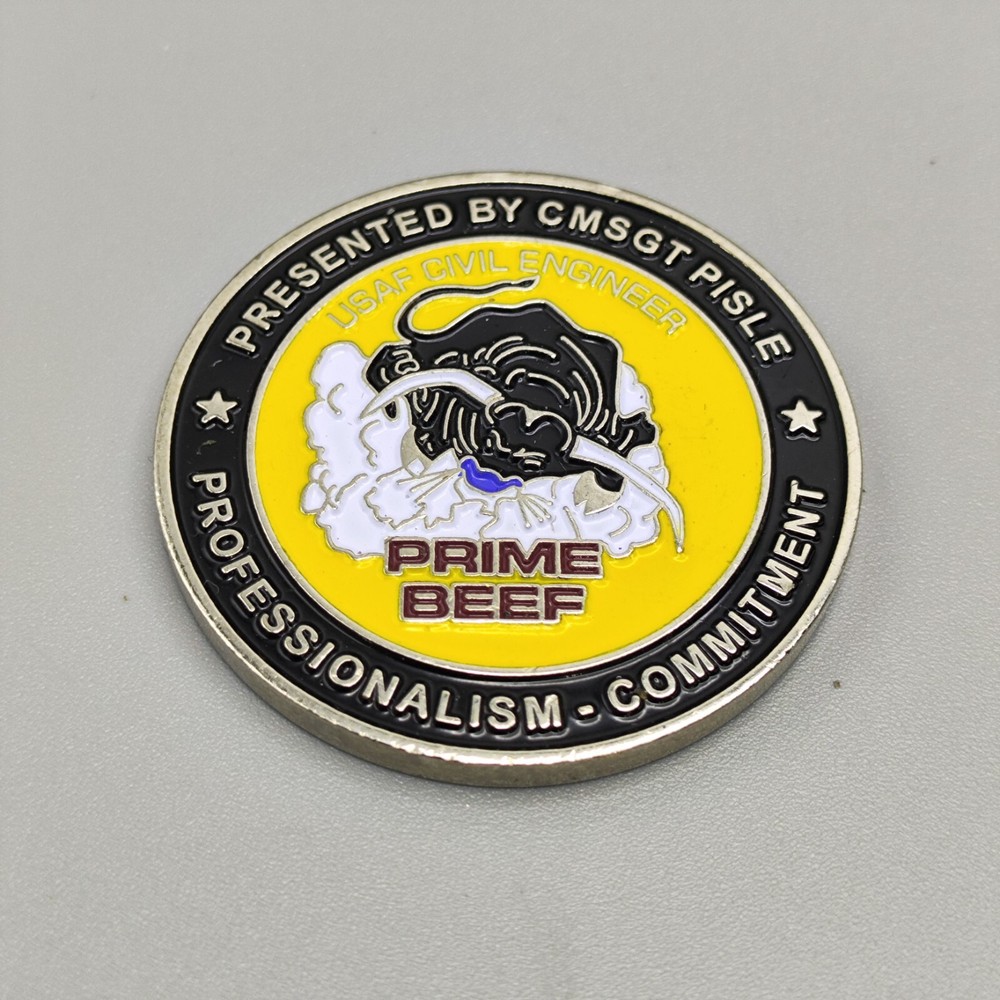 PRESENTED BY CMSGT PISLE
USAF CIVIL ENGINEER
PRIME
BEEF
PROFESSIONALISM - COMMITMENT